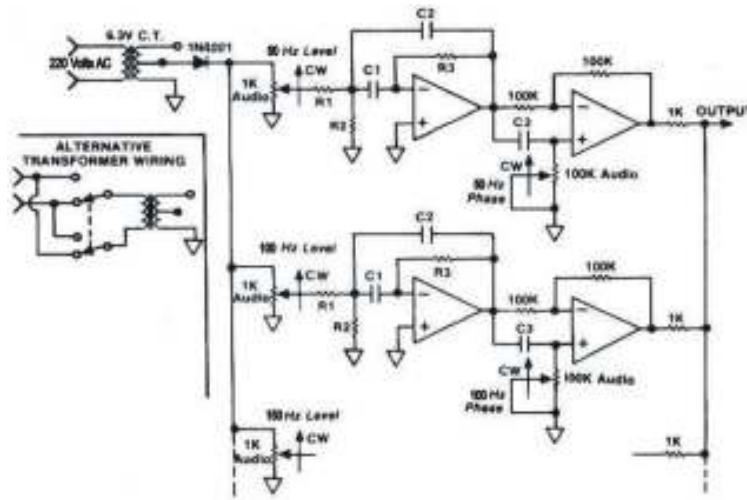 6.3V C.T.
1N4001
220 Volts AC
ALTERNATIVE
TRANSFORMER WIRING
50 Hz Level
1K
Audio
CW
R1
R2
C1
C2
R3
100K
C3
CW
50 Hz
Phase
100K
100K Audio
1K
OUTPUT
100 Hz Level
1K
Audio
CW
R1
R2
C1
C2
R3
100K
C3
CW
100 Hz
Phase
100K
100K Audio
1K
150 Hz Level
1K
Audio
CW
1K